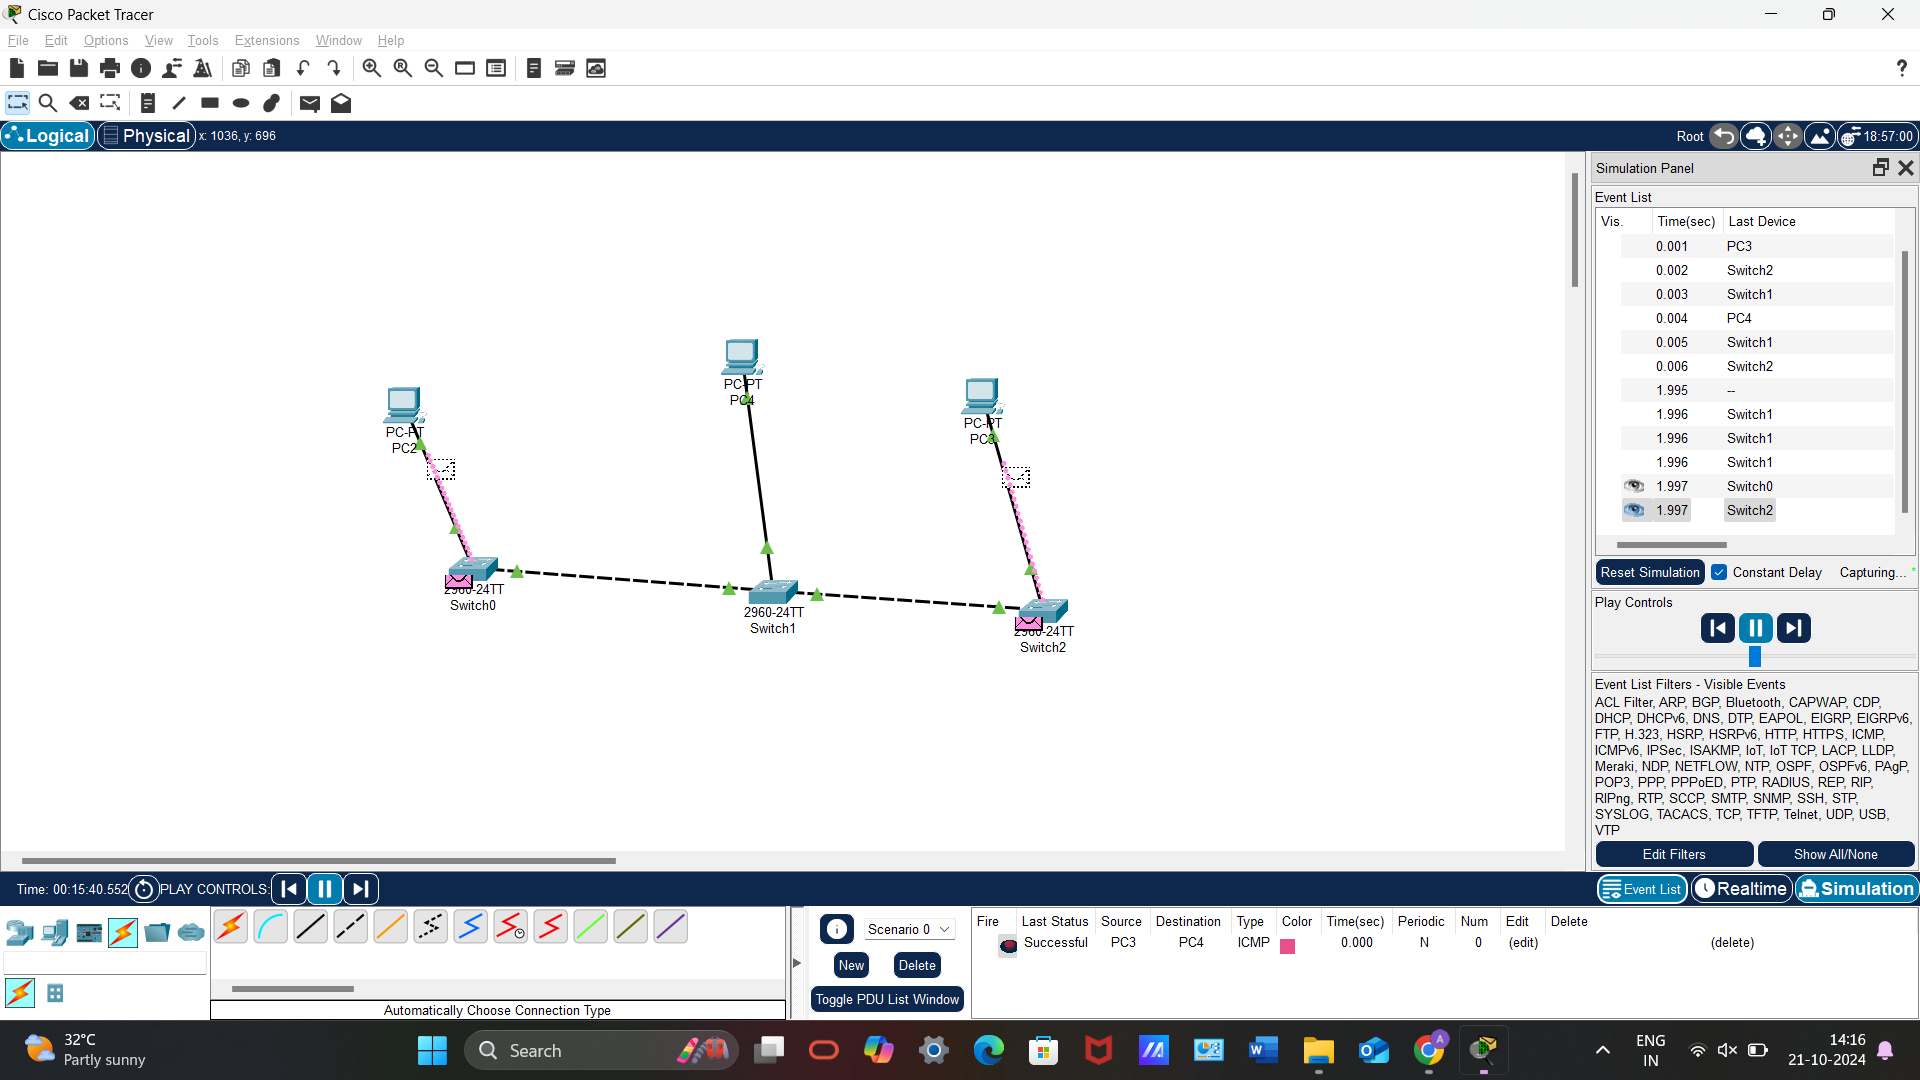 Cisco Packet Tracer
File Edit Options View Tools Extensions Window Help
Logical Physical x: 1036, y: 696 Root 18:57:00
Simulation Panel
Event List
Vis. Time(sec) Last Device
0.001 PC3
0.002 Switch2
0.003 Switch1
0.004 PC4
0.005 Switch1
0.006 Switch2
1.995 --
1.996 Switch1
1.996 Switch1
1.996 Switch1
1.997 Switch0
1.997 Switch2
Reset Simulation Constant Delay Capturing...
Play Controls
Event List Filters - Visible Events
ACL Filter, ARP, BGP, Bluetooth, CAPWAP, CDP,
DHCP, DHCPv6, DNS, DTP, EAPOL, EIGRP, EIGRPv6,
FTP, H.323, HSRP, HSRPv6, HTTP, HTTPS, ICMP,
ICMPv6, IPSec, ISAKMP, IoT, IoT TCP, LACP, LLDP,
Meraki, NDP, NETFLOW, NTP, OSPF, OSPFv6, PAgP,
POP3, PPP, PPPoED, PTP, RADIUS, REP, RIP,
RIPng, RTP, SCCP, SMTP, SNMP, SSH, STP,
SYSLOG, TACACS, TCP, TFTP, Telnet, UDP, USB,
VTP
Edit Filters Show All/None
PC-PT
PC4
PC-PT
PC2
PC-PT
PC3
2960-24TT
Switch0
2960-24TT
Switch1
2960-24TT
Switch2
Time: 00:15:40.552 PLAY CONTROLS: Event List Realtime Simulation
Automatically Choose Connection Type
Scenario 0
New Delete
Toggle PDU List Window
Fire Last Status Source Destination Type Color Time(sec) Periodic Num Edit Delete
Successful PC3 PC4 ICMP 0.000 N 0 (edit) (delete)
32°C
Partly sunny
Search
ENG
IN
14:16
21-10-2024